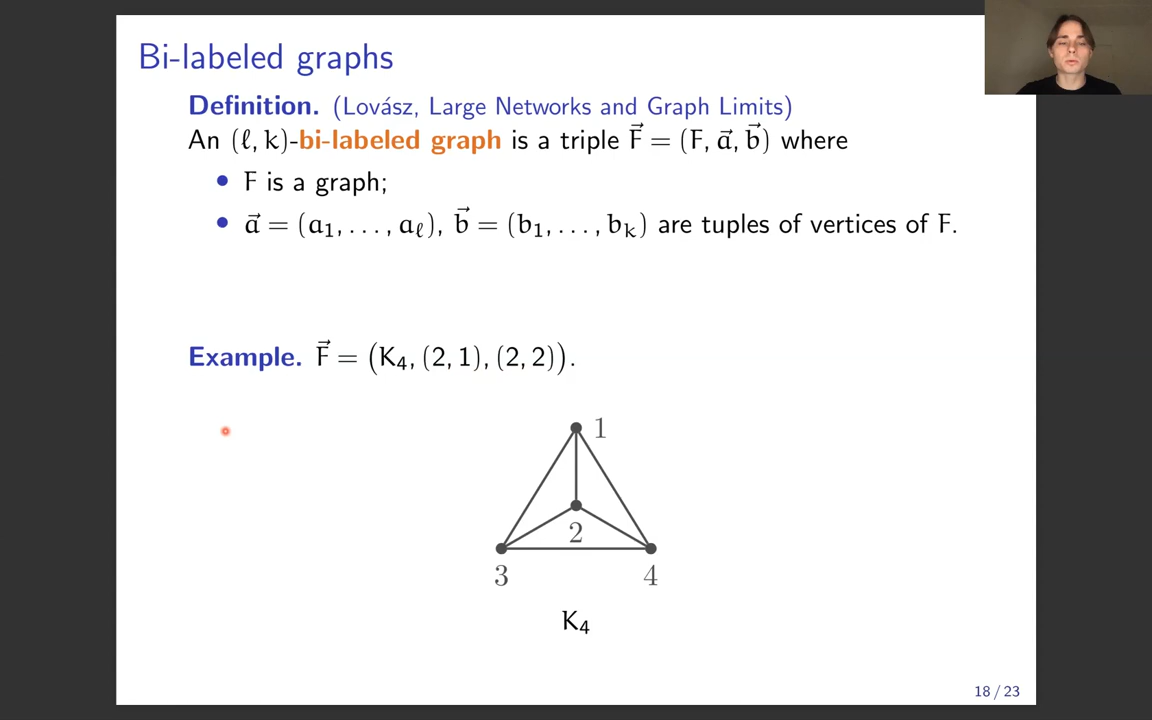 Bi-labeled graphs
Definition. (Lovász, Large Networks and Graph Limits)
An (ℓ, k)-bi-labeled graph is a triple F⃗ = (F, a⃗, b⃗) where
• F is a graph;
• a⃗ = (a₁, . . . , aₗ), b⃗ = (b₁, . . . , bₖ) are tuples of vertices of F.
Example. F⃗ = (K₄, (2, 1), (2, 2)).
1
2
3 4
K₄
18 / 23